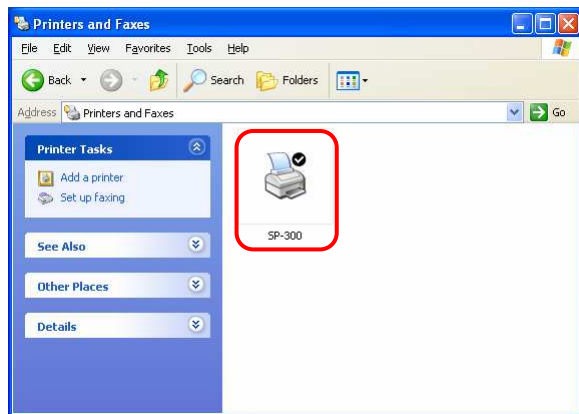 Printers and Faxes
File Edit View Favorites Tools Help
Back Search Folders
Address Printers and Faxes Go
Printer Tasks
Add a printer
Set up faxing
See Also
Other Places
Details
SP-300